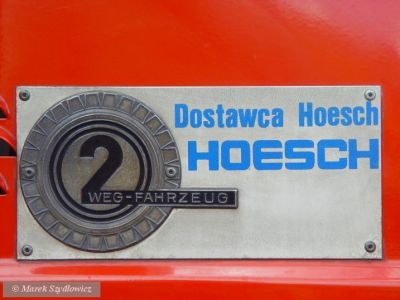 Dostawca Hoesch
HOESCH
2
WEG-FAHRZEUG
© Marek Szydłowicz